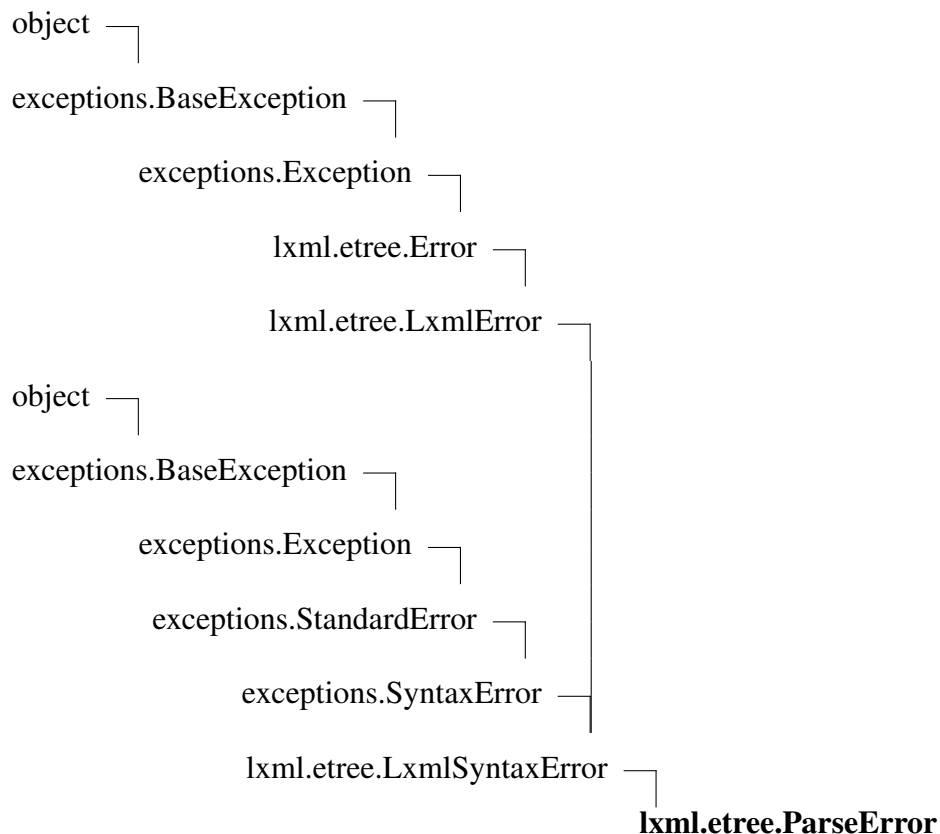 object
exceptions.BaseException
exceptions.Exception
lxml.etree.Error
lxml.etree.LxmlError
object
exceptions.BaseException
exceptions.Exception
exceptions.StandardError
exceptions.SyntaxError
lxml.etree.LxmlSyntaxError
lxml.etree.ParseError